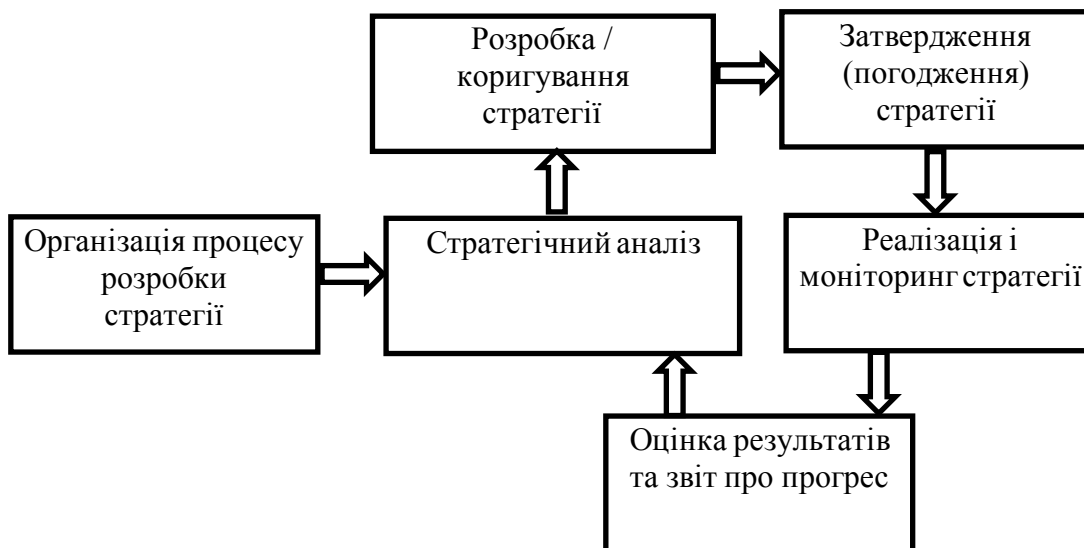 Розробка /
коригування
стратегії
Затвердження
(погодження)
стратегії
Організація процесу
розробки
стратегії
Стратегічний аналіз
Реалізація і
моніторинг стратегії
Оцінка результатів
та звіт про прогрес